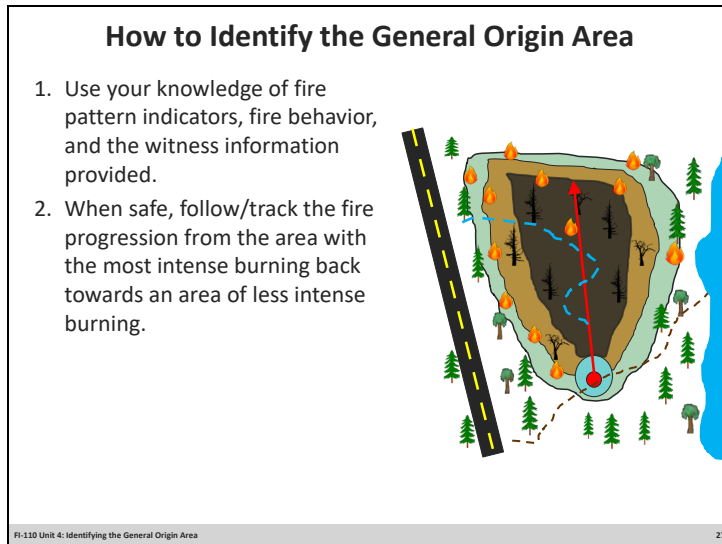 How to Identify the General Origin Area
1. Use your knowledge of fire
pattern indicators, fire behavior,
and the witness information
provided.
2. When safe, follow/track the fire
progression from the area with
the most intense burning back
towards an area of less intense
burning.
FI-110 Unit 4: Identifying the General Origin Area